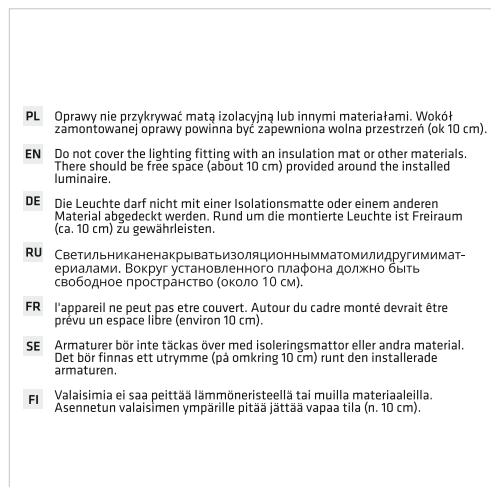 PL Oprawy nie przykrywać matą izolacyjną lub innymi materiałami. Wokół
zamontowanej oprawy powinna być zapewniona wolna przestrzeń (ok 10 cm).
EN Do not cover the lighting fitting with an insulation mat or other materials.
There should be free space (about 10 cm) provided around the installed
luminaire.
DE Die Leuchte darf nicht mit einer Isolationsmatte oder einem anderen
Material abgedeckt werden. Rund um die montierte Leuchte ist Freiraum
(ca. 10 cm) zu gewährleisten.
RU Светильниканенакрыватьизоляционнымматомилидругимимат-
ериалами. Вокруг установленного плафона должно быть
свободное пространство (около 10 см).
FR l'appareil ne peut pas etre couvert. Autour du cadre monté devrait être
prévu un espace libre (environ 10 cm).
SE Armaturer bör inte täckas över med isoleringsmattor eller andra material.
Det bör finnas ett utrymme (på omkring 10 cm) runt den installerade
armaturen.
FI Valaisimia ei saa peittää lämmöneristeellä tai muilla materiaaleilla.
Asennetun valaisimen ympärille pitää jättää vapaa tila (n. 10 cm).